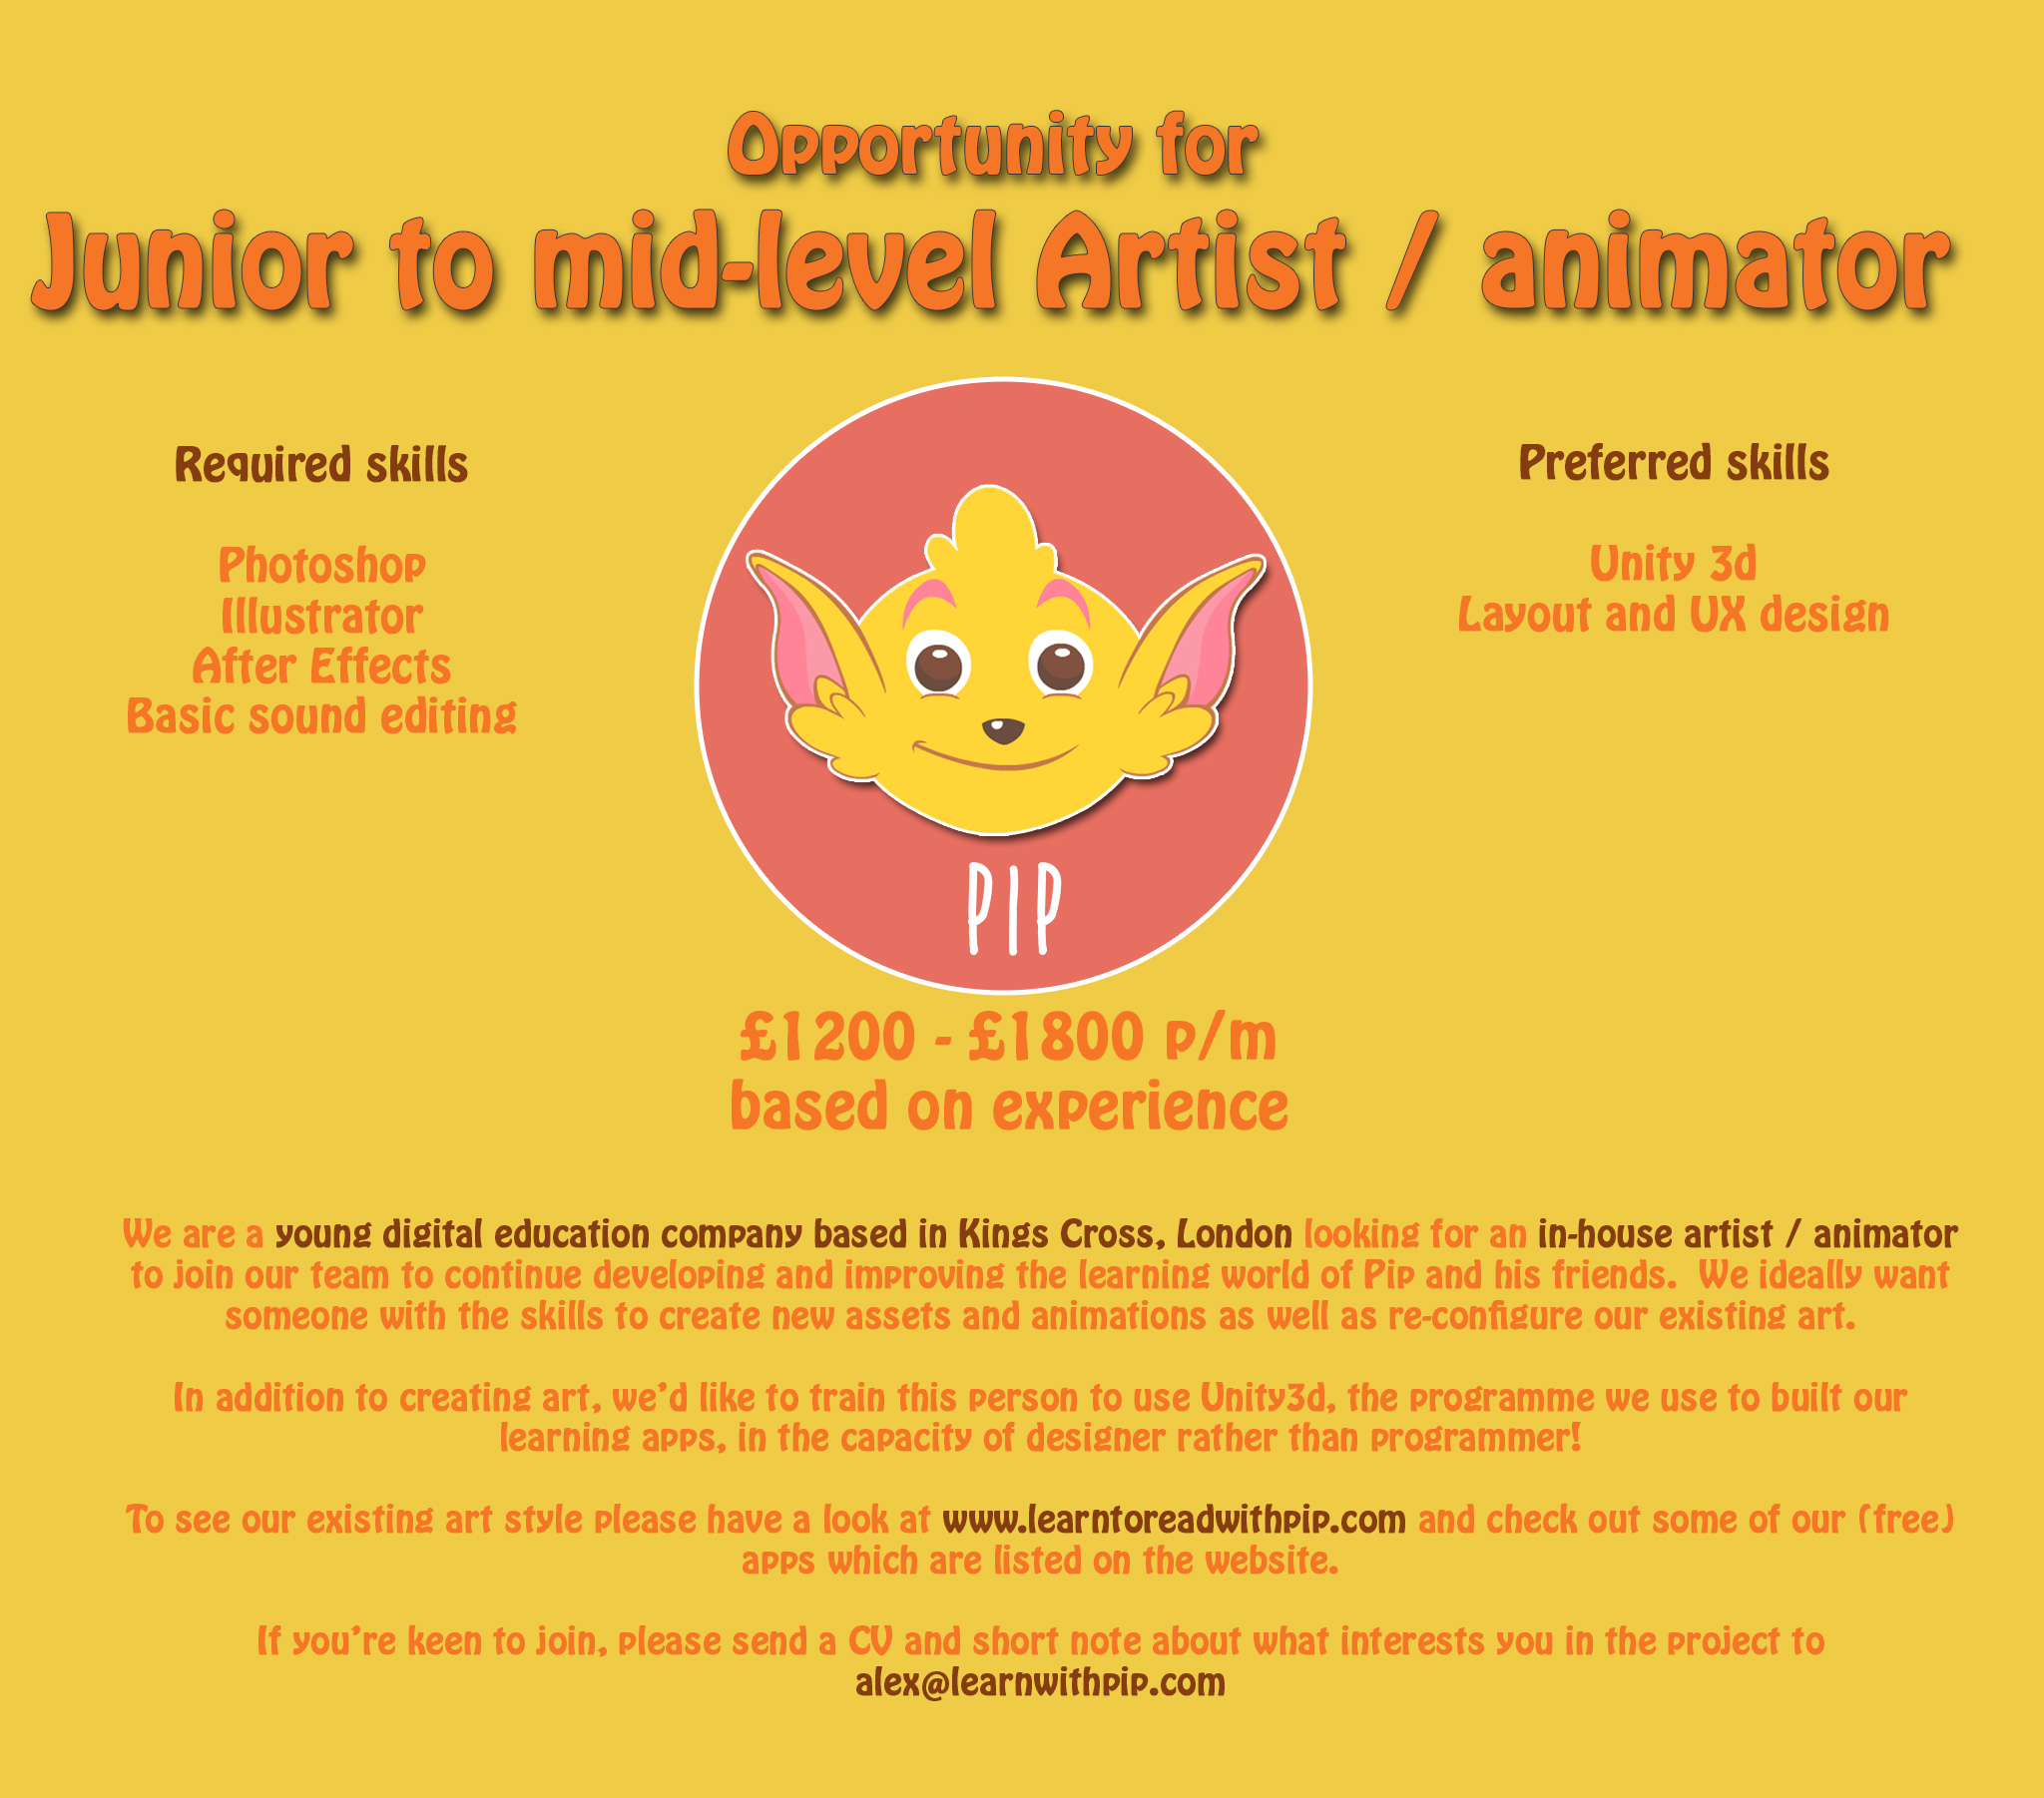 Opportunity for
Junior to mid-level Artist / animator
Required skills
Photoshop
Illustrator
After Effects
Basic sound editing
Preferred skills
Unity 3d
Layout and UX design
PIP
£1200 - £1800 p/m
based on experience
We are a young digital education company based in Kings Cross, London looking for an in-house artist / animator
to join our team to continue developing and improving the learning world of Pip and his friends.  We ideally want
someone with the skills to create new assets and animations as well as re-configure our existing art.
In addition to creating art, we'd like to train this person to use Unity3d, the programme we use to built our
learning apps, in the capacity of designer rather than programmer!
To see our existing art style please have a look at www.learntoreadwithpip.com and check out some of our (free)
apps which are listed on the website.
If you're keen to join, please send a CV and short note about what interests you in the project to
alex@learnwithpip.com